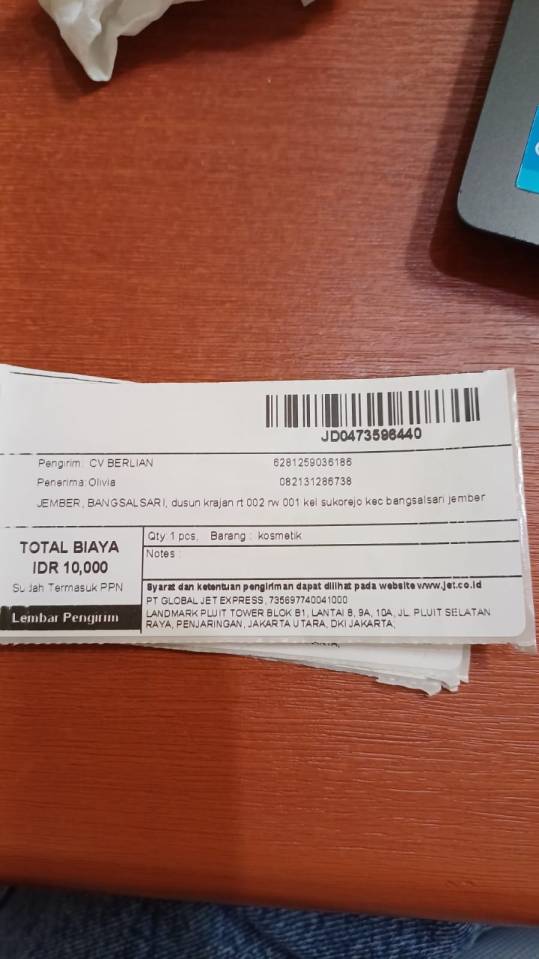 JD0473596440
Pengirim: CV BERLIAN 6281259036186
Penerima: Olivia 082131286738
JEMBER, BANGSALSARI, dusun krajan rt 002 rw 001 kel sukorejo kec bangsalsari jember
Qty 1 pcs. Barang : kosmetik
Notes :
TOTAL BIAYA
IDR 10,000
Sudah Termasuk PPN
Lembar Pengirim
Syarat dan ketentuan pengiriman dapat dilihat pada website www.jet.co.id
PT GLOBAL JET EXPRESS, 735697740041000
LANDMARK PLUIT TOWER BLOK B1, LANTAI 8, 9A, 10A, JL. PLUIT SELATAN
RAYA, PENJARINGAN, JAKARTA UTARA, DKI JAKARTA,